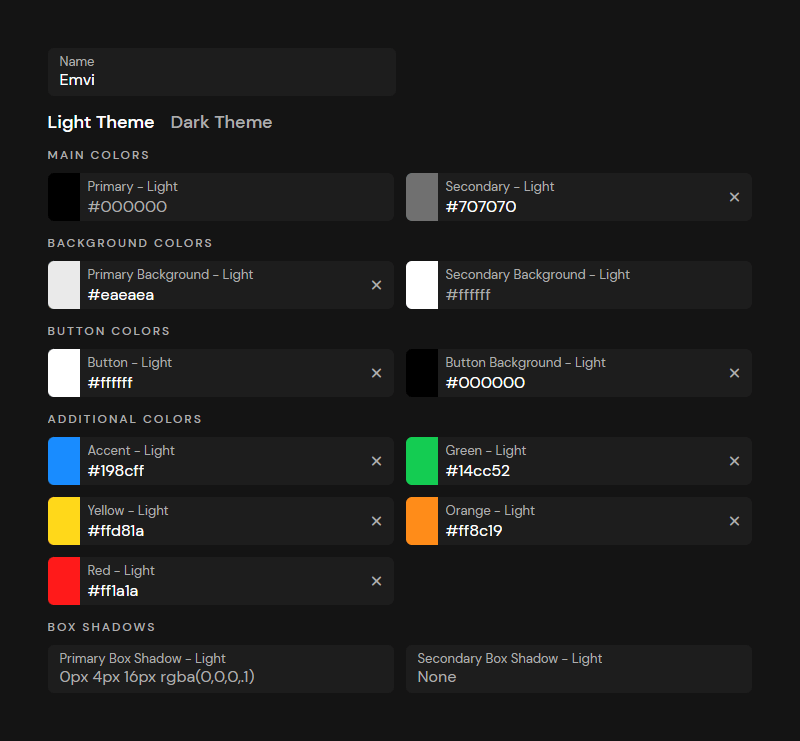 Name
Emvi
Light Theme Dark Theme
MAIN COLORS
Primary – Light
#000000
Secondary – Light
#707070
BACKGROUND COLORS
Primary Background – Light
#eaeaea
Secondary Background – Light
#ffffff
BUTTON COLORS
Button – Light
#ffffff
Button Background – Light
#000000
ADDITIONAL COLORS
Accent – Light
#198cff
Green – Light
#14cc52
Yellow – Light
#ffd81a
Orange – Light
#ff8c19
Red – Light
#ff1a1a
BOX SHADOWS
Primary Box Shadow – Light
0px 4px 16px rgba(0,0,0,.1)
Secondary Box Shadow – Light
None